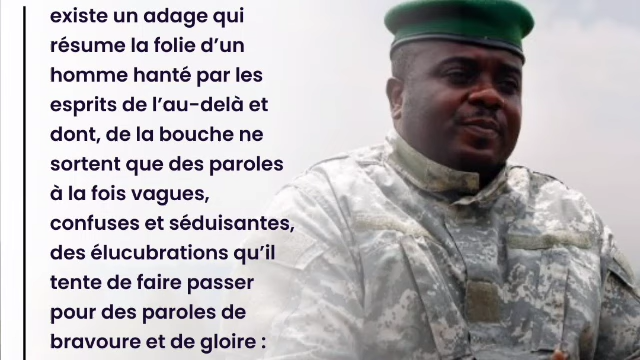 existe un adage qui
résume la folie d’un
homme hanté par les
esprits de l’au-delà et
dont, de la bouche ne
sortent que des paroles
à la fois vagues,
confuses et séduisantes,
des élucubrations qu’il
tente de faire passer
pour des paroles de
bravoure et de gloire :